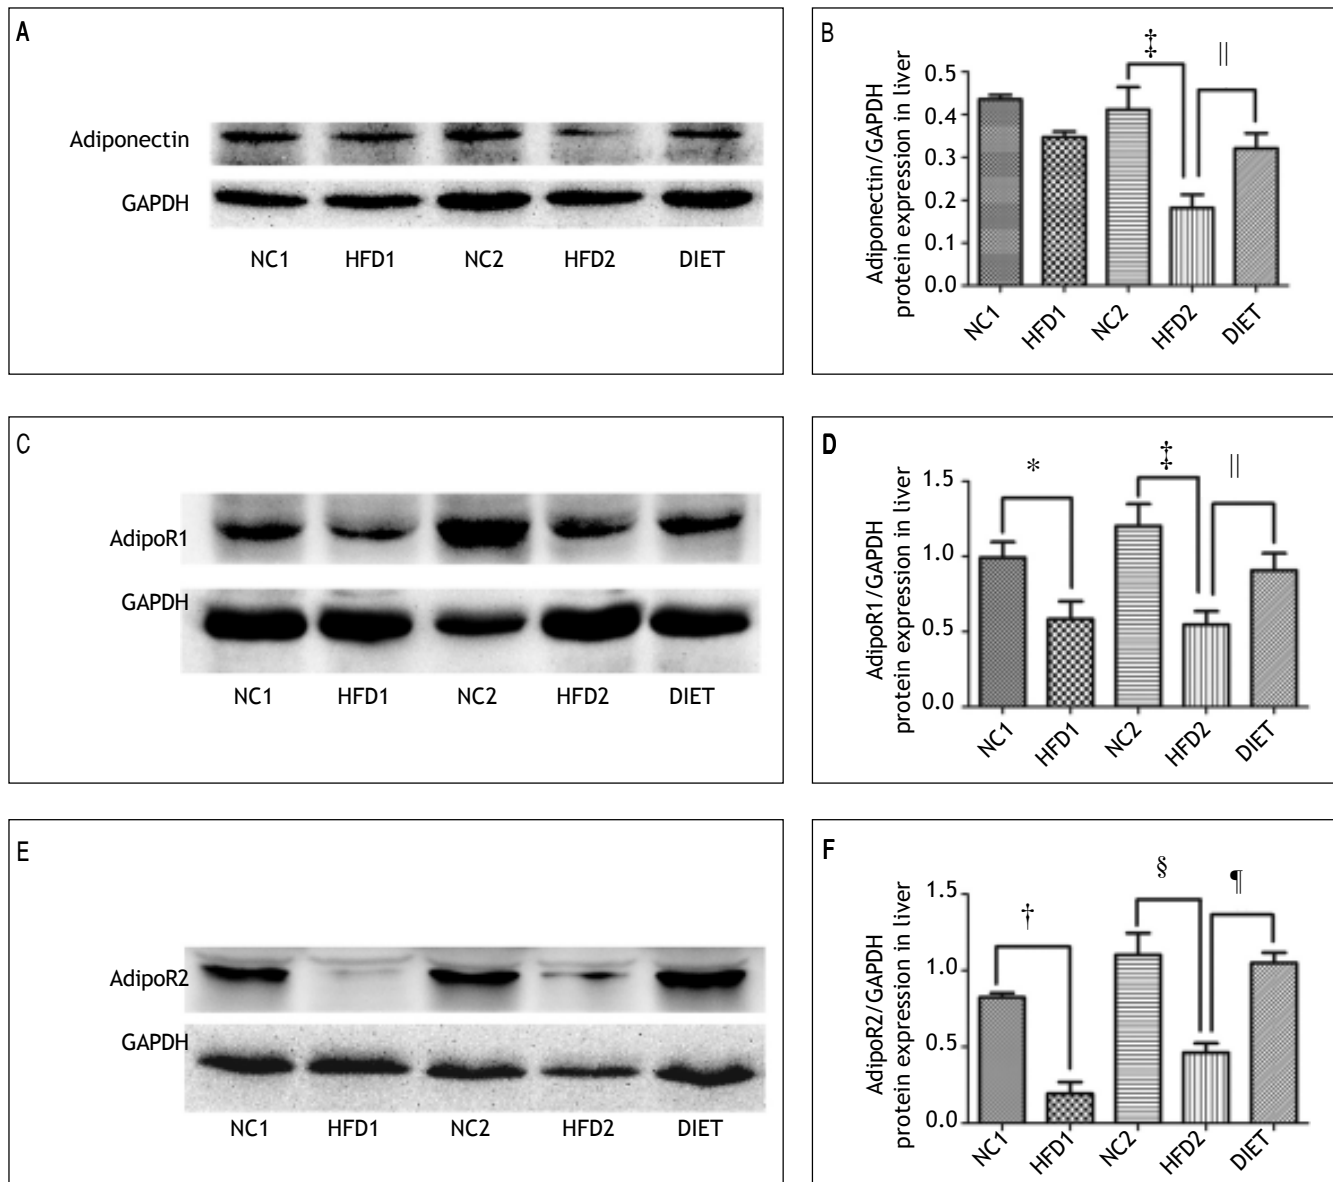 A
Adiponectin
GAPDH
NC1 HFD1 NC2 HFD2 DIET
B
‡ ||
Adiponectin/GAPDH
protein expression in liver
0.5
0.4
0.3
0.2
0.1
0.0
NC1 HFD1 NC2 HFD2 DIET
C
AdipoR1
GAPDH
NC1 HFD1 NC2 HFD2 DIET
D
* ‡ ||
AdipoR1/GAPDH
protein expression in liver
1.5
1.0
0.5
0.0
NC1 HFD1 NC2 HFD2 DIET
E
AdipoR2
GAPDH
NC1 HFD1 NC2 HFD2 DIET
F
† § ¶
AdipoR2/GAPDH
protein expression in liver
1.5
1.0
0.5
0.0
NC1 HFD1 NC2 HFD2 DIET